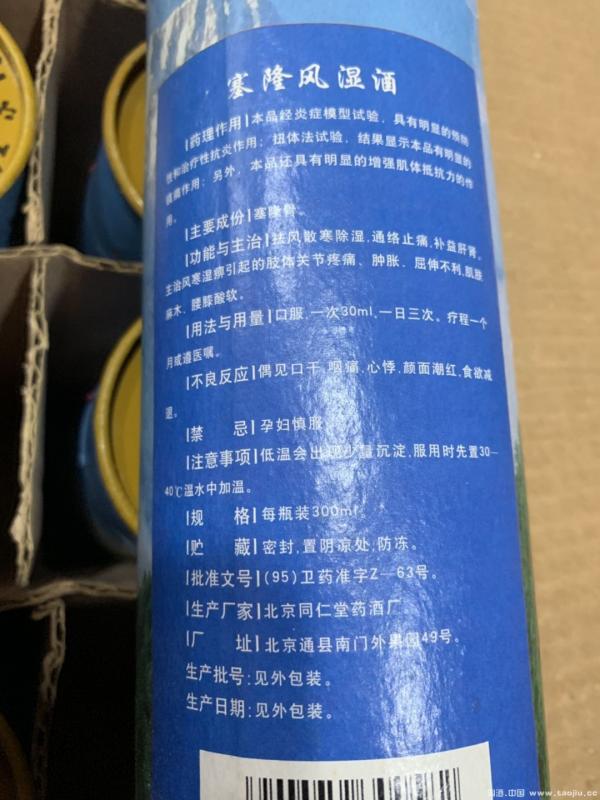 塞隆风湿酒
|药理作用|本品经炎症模型试验，具有明显的预防
性和治疗性抗炎作用；扭体法试验，结果显示本品有明显的
镇痛作用；另外，本品还具有明显的增强肌体抵抗力的作
用。
|主要成份|塞隆骨。
|功能与主治|祛风散寒除湿,通络止痛,补益肝肾。
主治风寒湿痹引起的肢体关节疼痛、肿胀、屈伸不利,肌肤
麻木、腰膝酸软。
|用法与用量|口服,一次30ml,一日三次。疗程一个
月或遵医嘱。
|不良反应|偶见口干,咽痛,心悸,颜面潮红,食欲减
退。
|禁　忌|孕妇慎服
|注意事项|低温会出现少量沉淀,服用时先置30—
40℃温水中加温。
|规　格|每瓶装300ml。
|贮　藏|密封,置阴凉处,防冻。
|批准文号|(95)卫药准字Z—63号。
|生产厂家|北京同仁堂药酒厂。
|厂　址|北京通县南门外果园49号。
生产批号:见外包装。
生产日期:见外包装。
www.taojiu.cc